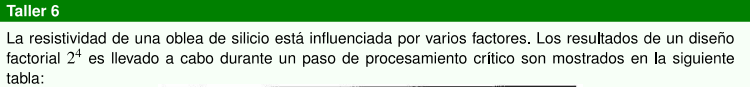 Taller 6
La resistividad de una oblea de silicio está influenciada por varios factores. Los resultados de un diseño
factorial 2⁴ es llevado a cabo durante un paso de procesamiento crítico son mostrados en la siguiente
tabla: